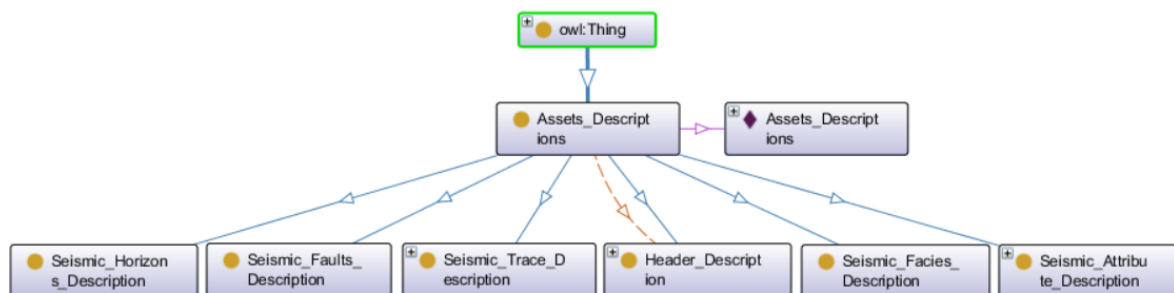 owl:Thing
Assets_Descript
ions
Assets_Descript
ions
Seismic_Horizon
s_Description
Seismic_Faults_
Description
Seismic_Trace_D
escription
Header_Descript
ion
Seismic_Facies_
Description
Seismic_Attribu
te_Description